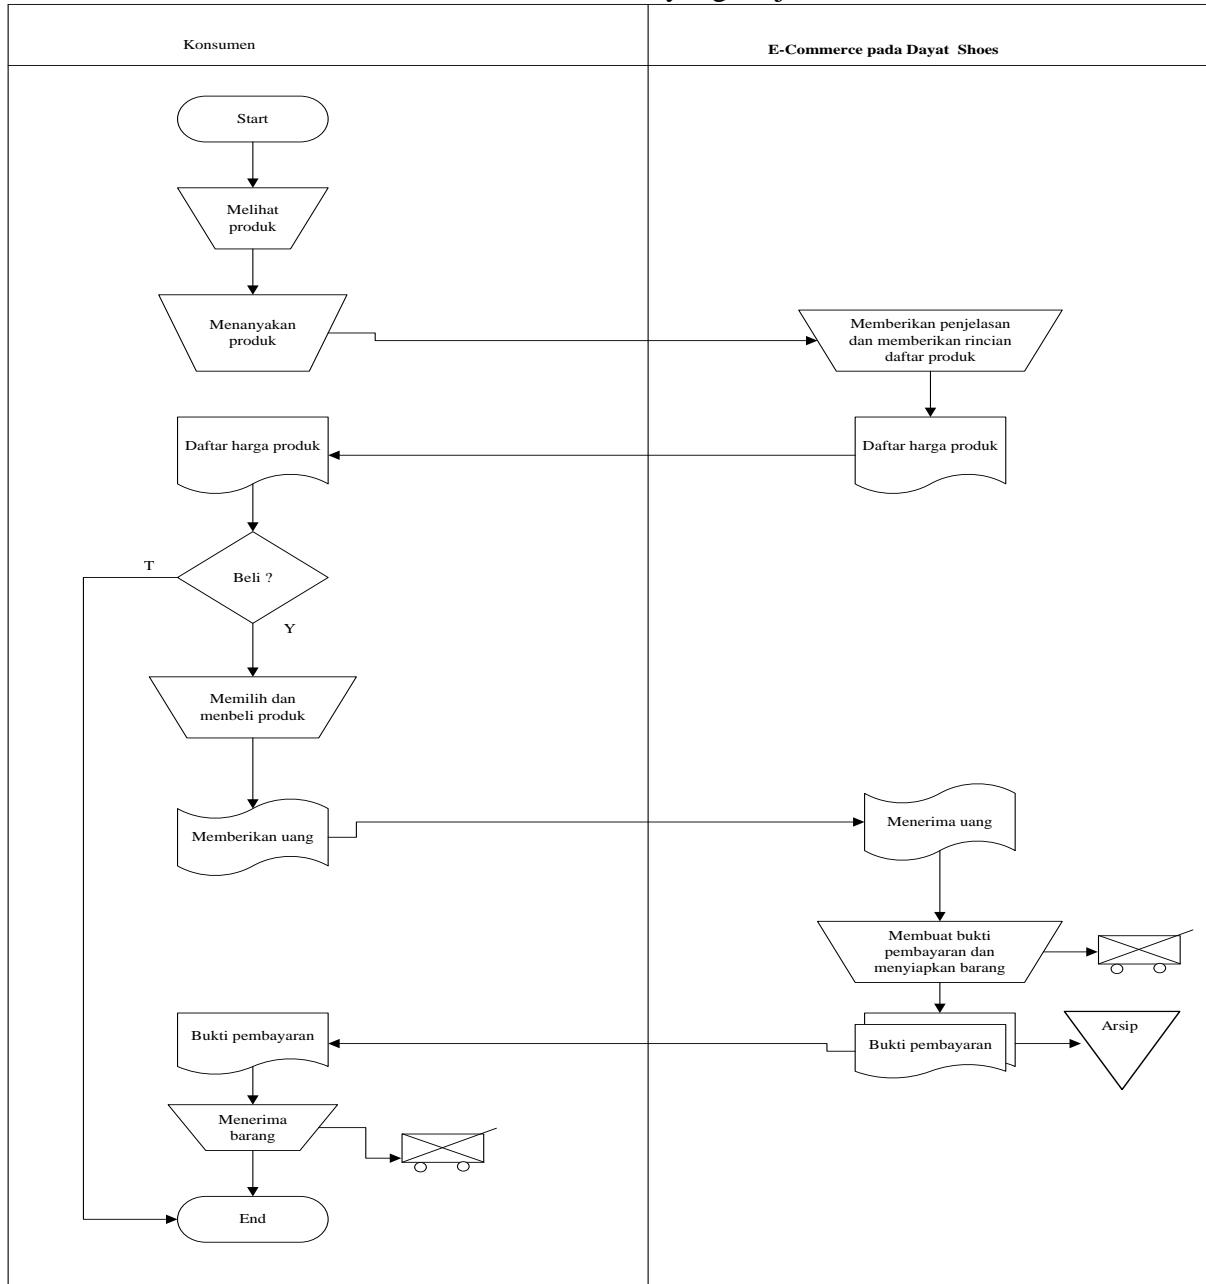 Konsumen
E-Commerce pada Dayat Shoes
Start
Melihat
produk
Menanyakan
produk
Memberikan penjelasan
dan memberikan rincian
daftar produk
Daftar harga produk
Daftar harga produk
T
Beli ?
Y
Memilih dan
menbeli produk
Memberikan uang
Menerima uang
Membuat bukti
pembayaran dan
menyiapkan barang
Bukti pembayaran
Bukti pembayaran
Arsip
Menerima
barang
End